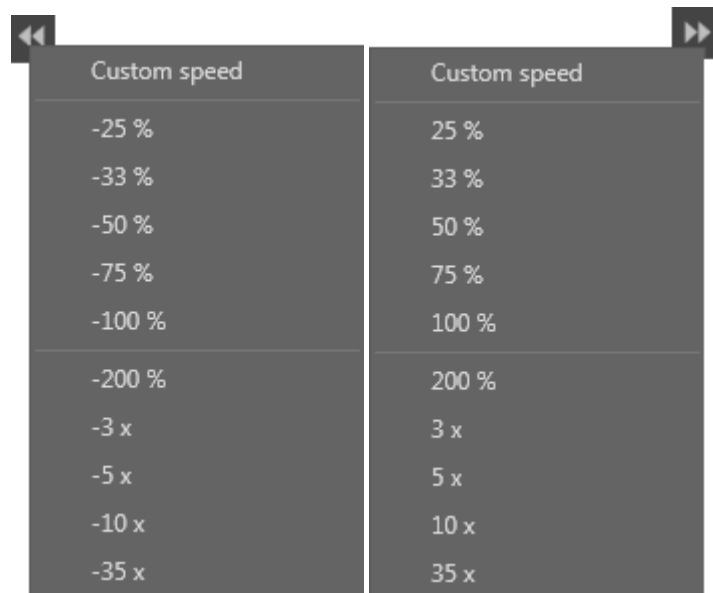 Custom speed
-25 %
-33 %
-50 %
-75 %
-100 %
-200 %
-3 x
-5 x
-10 x
-35 x
Custom speed
25 %
33 %
50 %
75 %
100 %
200 %
3 x
5 x
10 x
35 x